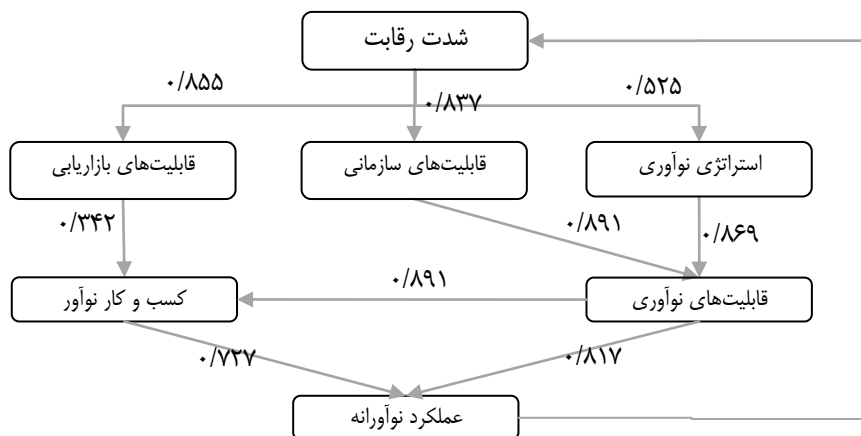 شدت رقابت
۰/۵۲۵
۰/۸۳۷
۰/۸۵۵
استراتژی نوآوری
قابلیت‌های سازمانی
قابلیت‌های بازاریابی
۰/۸۶۹
۰/۸۹۱
۰/۳۴۲
قابلیت‌های نوآوری
۰/۸۹۱
کسب و کار نوآور
۰/۸۱۷
۰/۷۲۷
عملکرد نوآورانه